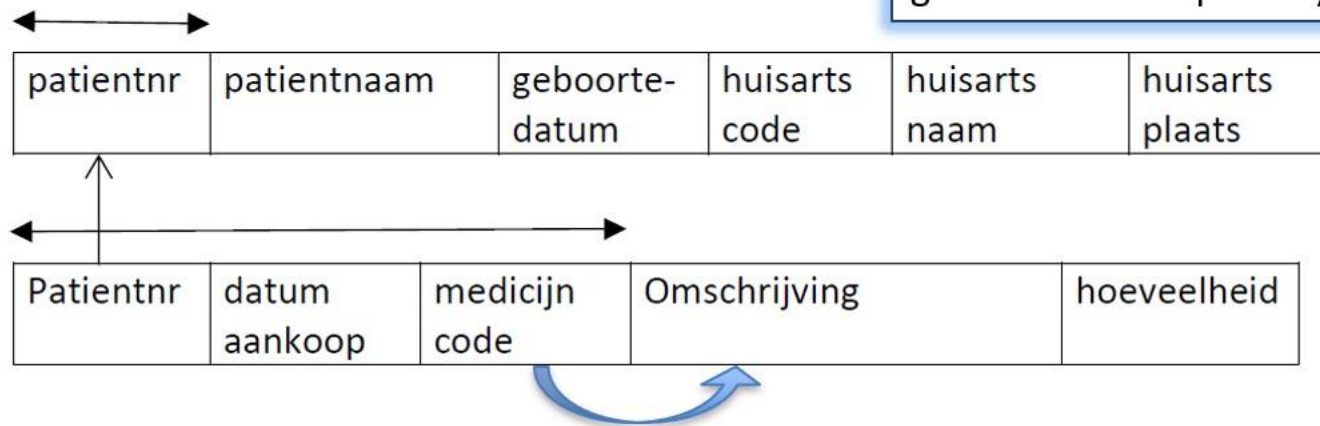 patientnr patientnaam geboorte- huisarts huisarts huisarts
datum code naam plaats
Patientnr datum medicijn Omschrijving hoeveelheid
aankoop code